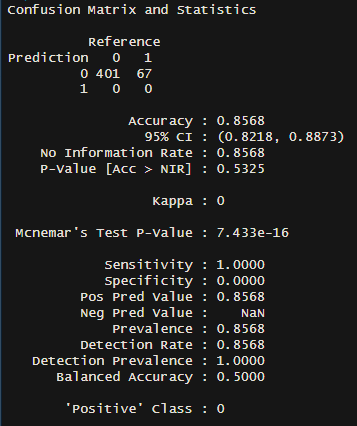 Confusion Matrix and Statistics
Reference
Prediction 0 1
0 401 67
1 0 0
Accuracy : 0.8568
95% CI : (0.8218, 0.8873)
No Information Rate : 0.8568
P-Value [Acc > NIR] : 0.5325
Kappa : 0
Mcnemar's Test P-Value : 7.433e-16
Sensitivity : 1.0000
Specificity : 0.0000
Pos Pred Value : 0.8568
Neg Pred Value : NaN
Prevalence : 0.8568
Detection Rate : 0.8568
Detection Prevalence : 1.0000
Balanced Accuracy : 0.5000
'Positive' Class : 0